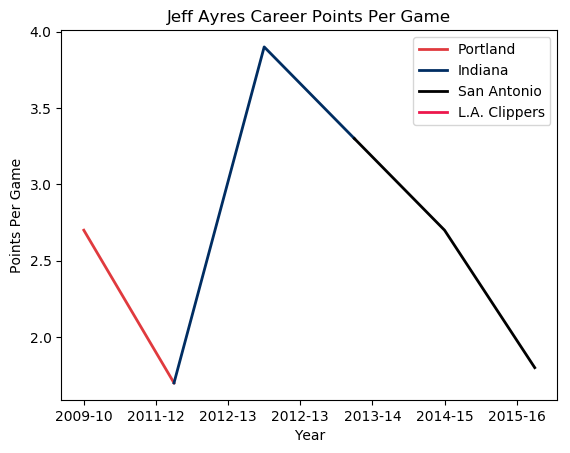 Jeff Ayres Career Points Per Game
Portland
Indiana
San Antonio
L.A. Clippers
4.0
3.5
3.0
2.5
2.0
Points Per Game
2009-10 2011-12 2012-13 2012-13 2013-14 2014-15 2015-16
Year